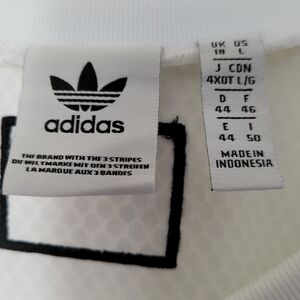 adidas
THE BRAND WITH THE 3 STRIPES
DIE WELTMARKE MIT DEN 3 STREIFEN
LA MARQUE AUX 3 BANDES
UK US
18 L
J CDN
4XOT L/G
D F
44 46
E I
44 50
MADE IN
INDONESIA